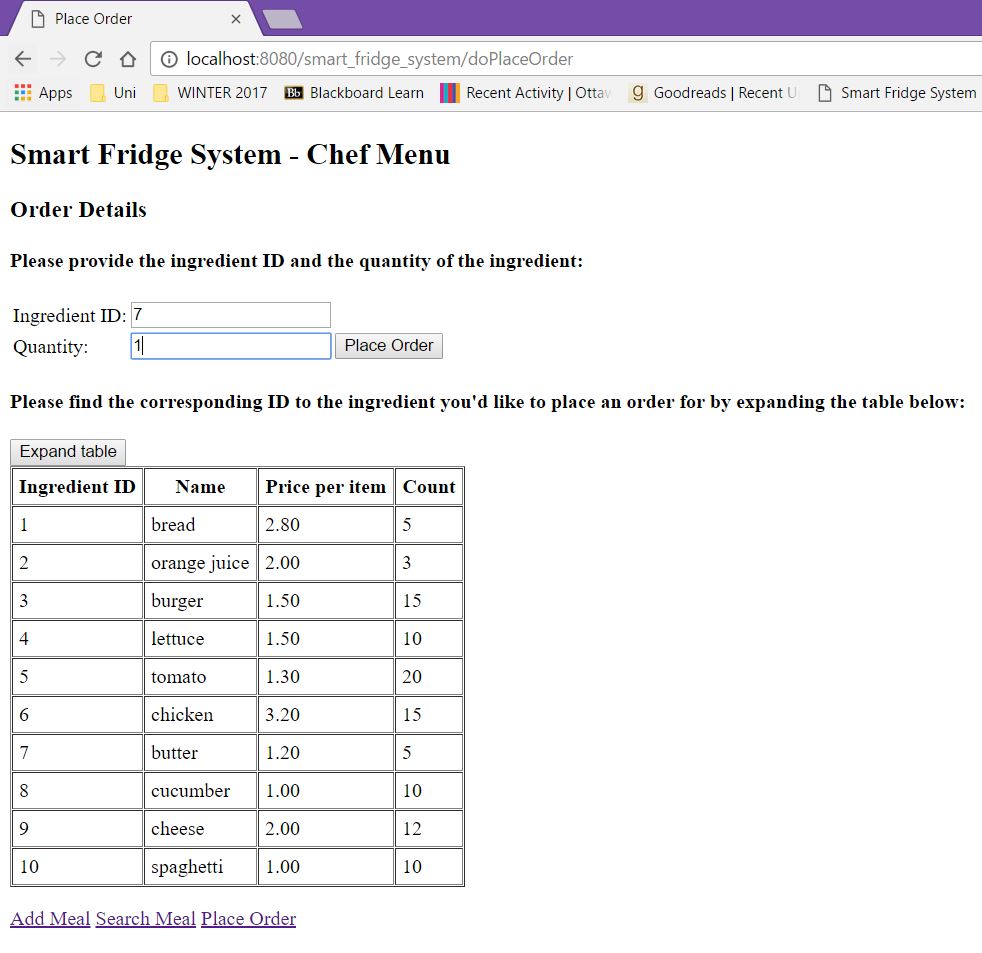 Place Order
localhost:8080/smart_fridge_system/doPlaceOrder
Apps Uni WINTER 2017 Bb Blackboard Learn Recent Activity | Ottaw g Goodreads | Recent U Smart Fridge System
Smart Fridge System - Chef Menu
Order Details
Please provide the ingredient ID and the quantity of the ingredient:
Ingredient ID: 7
Quantity: 1 Place Order
Please find the corresponding ID to the ingredient you'd like to place an order for by expanding the table below:
Expand table
Ingredient ID Name Price per item Count
1 bread 2.80 5
2 orange juice 2.00 3
3 burger 1.50 15
4 lettuce 1.50 10
5 tomato 1.30 20
6 chicken 3.20 15
7 butter 1.20 5
8 cucumber 1.00 10
9 cheese 2.00 12
10 spaghetti 1.00 10
Add Meal Search Meal Place Order